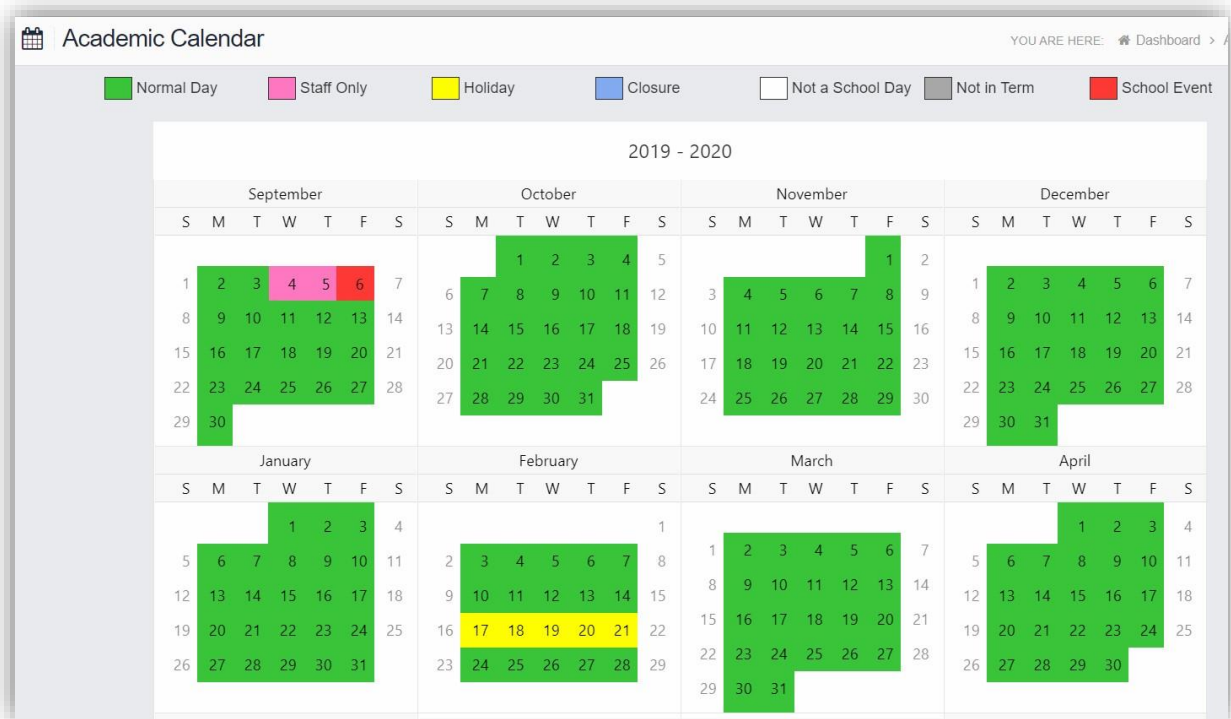 Academic Calendar
YOU ARE HERE: Dashboard >
Normal Day Staff Only Holiday Closure Not a School Day Not in Term School Event
2019 - 2020
September October November December
S M T W T F S S M T W T F S S M T W T F S S M T W T F S
1 2 3 4 5 1 2
1 2 3 4 5 6 7 6 7 8 9 10 11 12 3 4 5 6 7 8 9 1 2 3 4 5 6 7
8 9 10 11 12 13 14 13 14 15 16 17 18 19 10 11 12 13 14 15 16 8 9 10 11 12 13 14
15 16 17 18 19 20 21 20 21 22 23 24 25 26 17 18 19 20 21 22 23 15 16 17 18 19 20 21
22 23 24 25 26 27 28 27 28 29 30 31 24 25 26 27 28 29 30 22 23 24 25 26 27 28
29 30 29 30 31
January February March April
S M T W T F S S M T W T F S S M T W T F S S M T W T F S
1 2 3 4 1 1 2 3 4
5 6 7 8 9 10 11 2 3 4 5 6 7 8 1 2 3 4 5 6 7 5 6 7 8 9 10 11
12 13 14 15 16 17 18 9 10 11 12 13 14 15 8 9 10 11 12 13 14 12 13 14 15 16 17 18
19 20 21 22 23 24 25 16 17 18 19 20 21 22 15 16 17 18 19 20 21 19 20 21 22 23 24 25
26 27 28 29 30 31 23 24 25 26 27 28 29 22 23 24 25 26 27 28 26 27 28 29 30
29 30 31